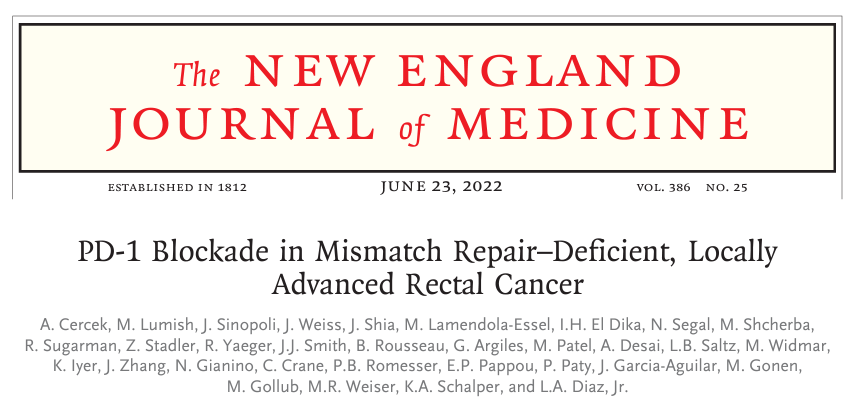 The NEW ENGLAND
JOURNAL of MEDICINE
ESTABLISHED IN 1812 JUNE 23, 2022 VOL. 386 NO. 25
PD-1 Blockade in Mismatch Repair–Deficient, Locally
Advanced Rectal Cancer
A. Cercek, M. Lumish, J. Sinopoli, J. Weiss, J. Shia, M. Lamendola-Essel, I.H. El Dika, N. Segal, M. Shcherba,
R. Sugarman, Z. Stadler, R. Yaeger, J.J. Smith, B. Rousseau, G. Argiles, M. Patel, A. Desai, L.B. Saltz, M. Widmar,
K. Iyer, J. Zhang, N. Gianino, C. Crane, P.B. Romesser, E.P. Pappou, P. Paty, J. Garcia-Aguilar, M. Gonen,
M. Gollub, M.R. Weiser, K.A. Schalper, and L.A. Diaz, Jr.